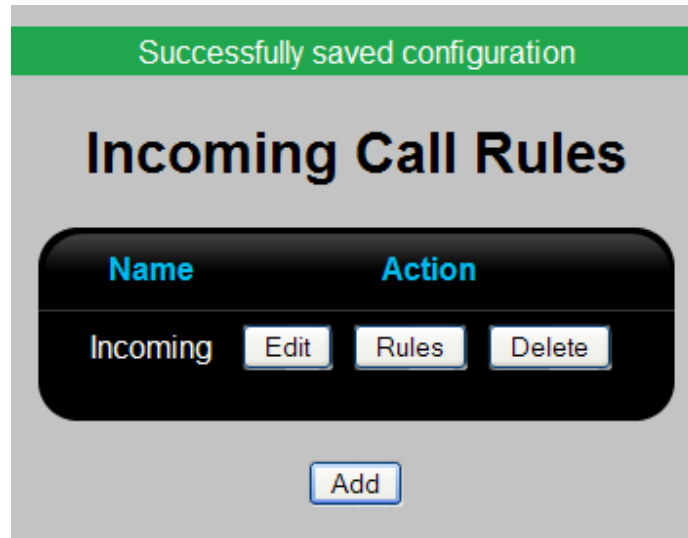 Successfully saved configuration
Incoming Call Rules
Name Action
Incoming Edit Rules Delete
Add